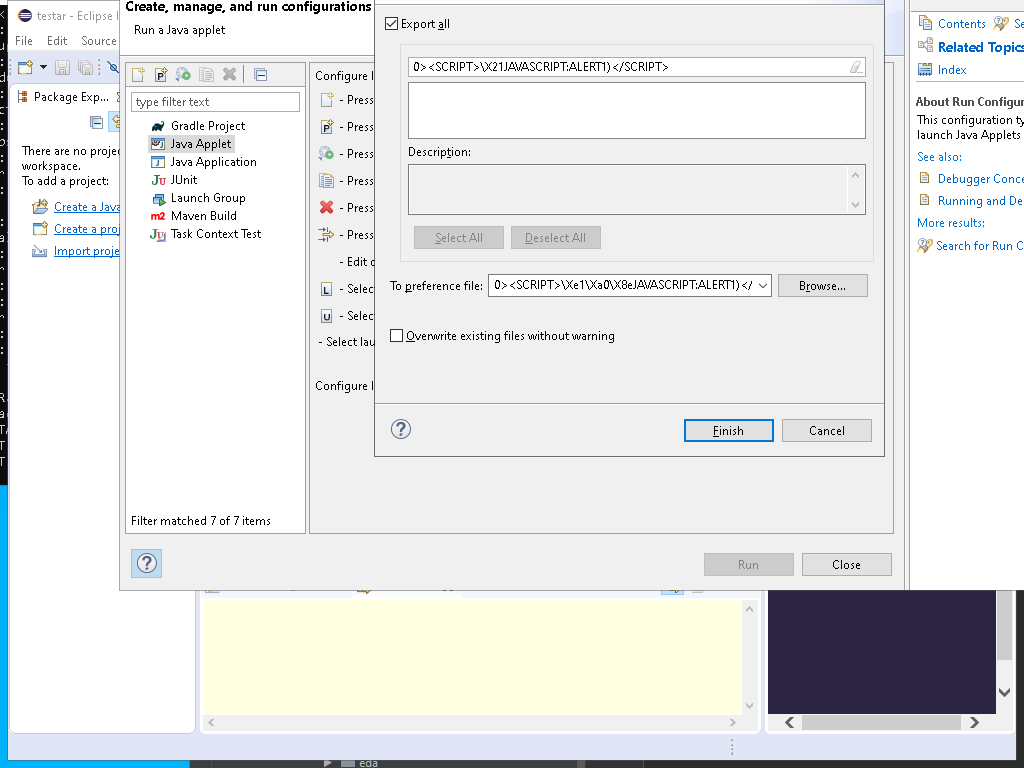 testar - Eclipse I
File Edit Source
Package Exp...
There are no proje
workspace.
To add a project:
Create a Java
Create a proj
Import proje
Create, manage, and run configurations
Run a Java applet
type filter text
Gradle Project
Java Applet
Java Application
JUnit
Launch Group
Maven Build
Task Context Test
Filter matched 7 of 7 items
Configure l
- Press
- Press
- Press
- Press
- Press
- Press
- Edit o
- Selec
- Selec
- Select lau
Configure l
Export all
0><SCRIPT>\X21JAVASCRIPT:ALERT1)</SCRIPT>
Description:
Select All Deselect All
To preference file: 0><SCRIPT>\Xe1\Xa0\X8eJAVASCRIPT:ALERT1)</ Browse...
Overwrite existing files without warning
Finish Cancel
Run Close
Contents Se
Related Topics
Index
About Run Configur
This configuration ty
launch Java Applets
See also:
Debugger Conce
Running and De
More results:
Search for Run C
eda